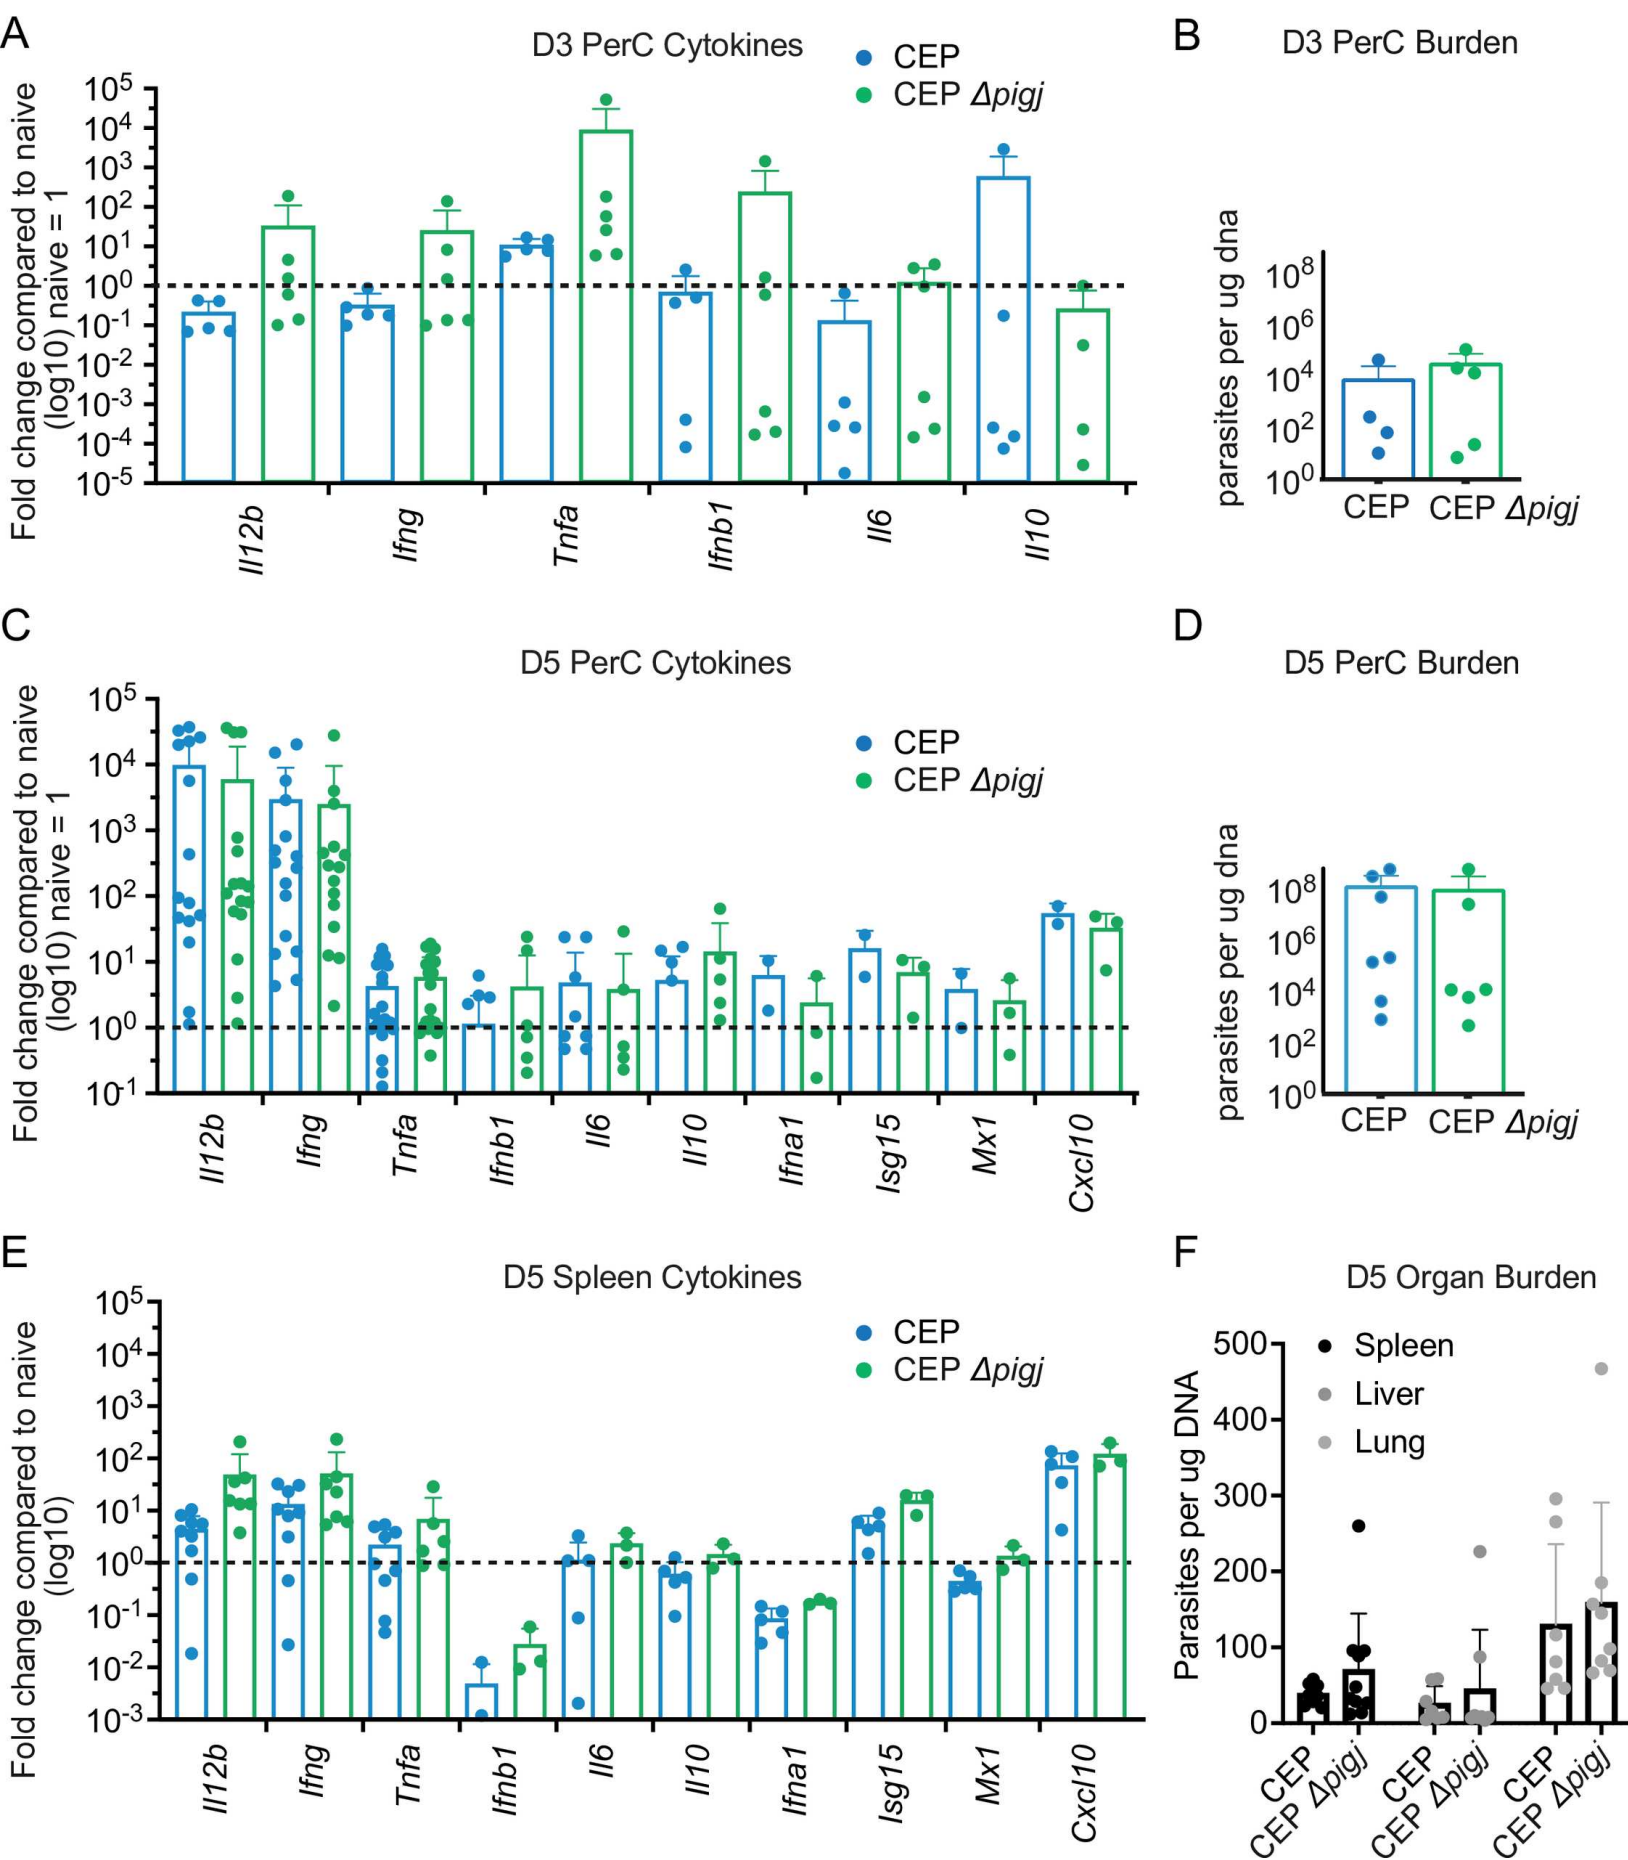 A
D3 PerC Cytokines
CEP
CEP Δpigj
Fold change compared to naive
(log10) naive = 1
10^5
10^4
10^3
10^2
10^1
10^0
10^-1
10^-2
10^-3
10^-4
10^-5
Il12b
Ifng
Tnfa
Ifnb1
Il6
Il10
B
D3 PerC Burden
parasites per ug dna
10^8
10^6
10^4
10^2
10^0
CEP
CEP Δpigj
C
D5 PerC Cytokines
CEP
CEP Δpigj
Fold change compared to naive
(log10) naive = 1
10^5
10^4
10^3
10^2
10^1
10^0
10^-1
Il12b
Ifng
Tnfa
Ifnb1
Il6
Il10
Ifna1
Isg15
Mx1
Cxcl10
D
D5 PerC Burden
parasites per ug dna
10^8
10^6
10^4
10^2
10^0
CEP
CEP Δpigj
E
D5 Spleen Cytokines
CEP
CEP Δpigj
Fold change compared to naive
(log10)
10^5
10^4
10^3
10^2
10^1
10^0
10^-1
10^-2
10^-3
Il12b
Ifng
Tnfa
Ifnb1
Il6
Il10
Ifna1
Isg15
Mx1
Cxcl10
F
D5 Organ Burden
Spleen
Liver
Lung
Parasites per ug DNA
500
400
300
200
100
0
CEP
CEP Δpigj
CEP
CEP Δpigj
CEP
CEP Δpigj